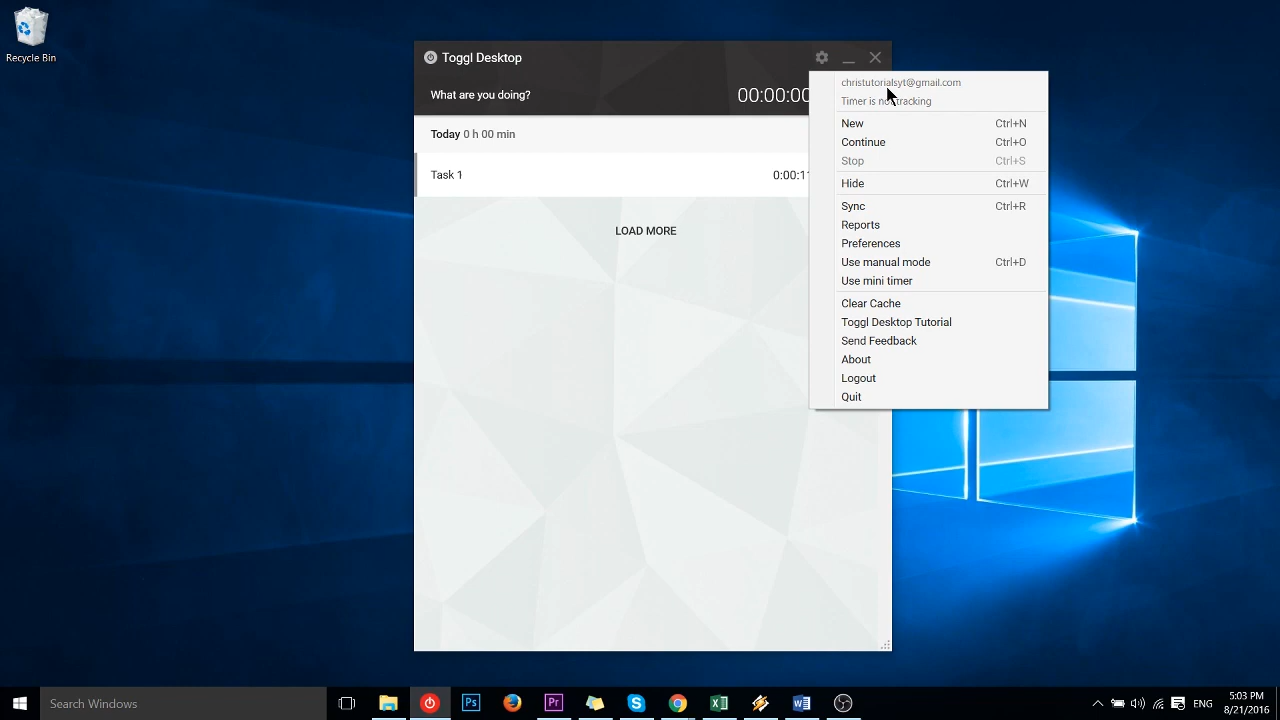 Recycle Bin
Toggl Desktop
What are you doing?
00:00:00
Today 0 h 00 min
Task 1
0:00:11
LOAD MORE
christutorialsyt@gmail.com
Timer is not tracking
New Ctrl+N
Continue Ctrl+O
Stop Ctrl+S
Hide Ctrl+W
Sync Ctrl+R
Reports
Preferences
Use manual mode Ctrl+D
Use mini timer
Clear Cache
Toggl Desktop Tutorial
Send Feedback
About
Logout
Quit
Search Windows
Ps
Pr
ENG
5:03 PM
8/21/2016